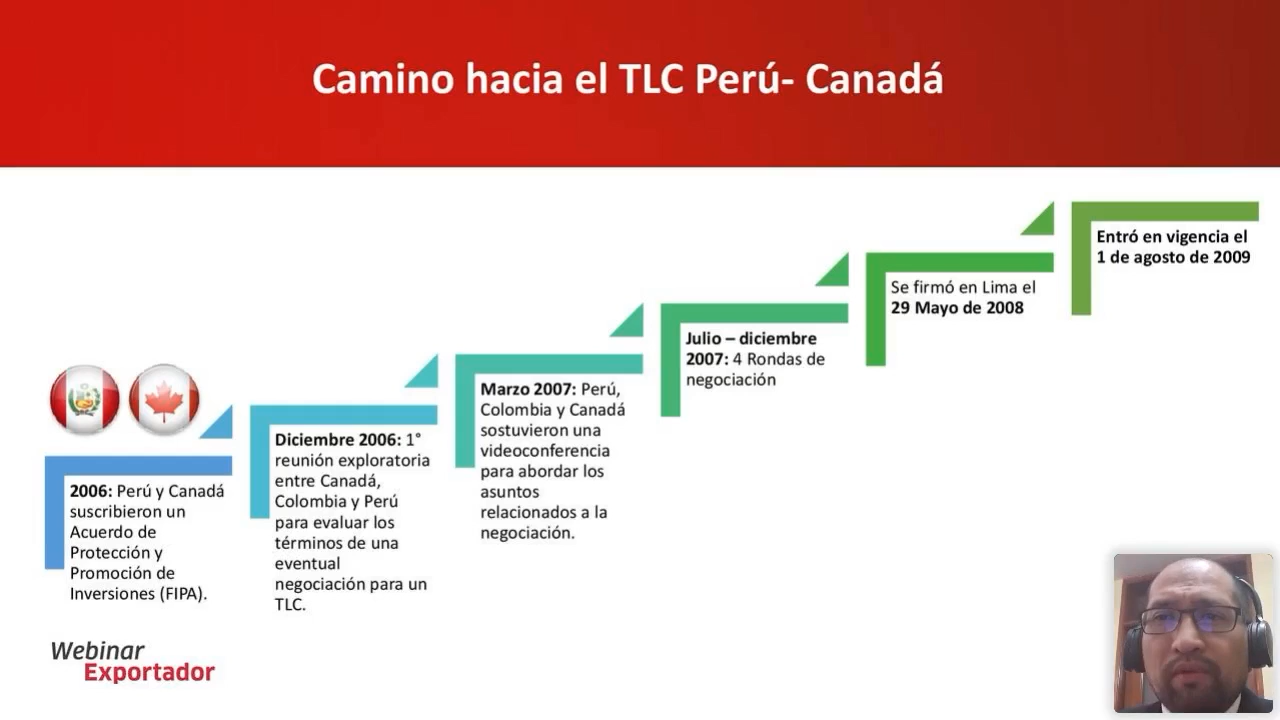 Camino hacia el TLC Perú- Canadá
2006: Perú y Canadá
suscribieron un
Acuerdo de
Protección y
Promoción de
Inversiones (FIPA).
Diciembre 2006: 1°
reunión exploratoria
entre Canadá,
Colombia y Perú
para evaluar los
términos de una
eventual
negociación para un
TLC.
Marzo 2007: Perú,
Colombia y Canadá
sostuvieron una
videoconferencia
para abordar los
asuntos
relacionados a la
negociación.
Julio – diciembre
2007: 4 Rondas de
negociación
Se firmó en Lima el
29 Mayo de 2008
Entró en vigencia el
1 de agosto de 2009
Webinar
Exportador